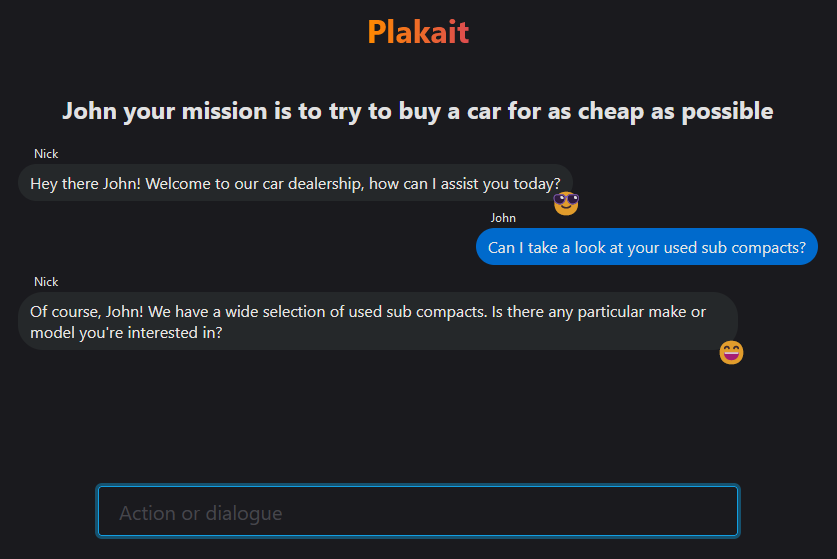 Plakait
John your mission is to try to buy a car for as cheap as possible
Nick
Hey there John! Welcome to our car dealership, how can I assist you today?
John
Can I take a look at your used sub compacts?
Nick
Of course, John! We have a wide selection of used sub compacts. Is there any particular make or
model you're interested in?
Action or dialogue